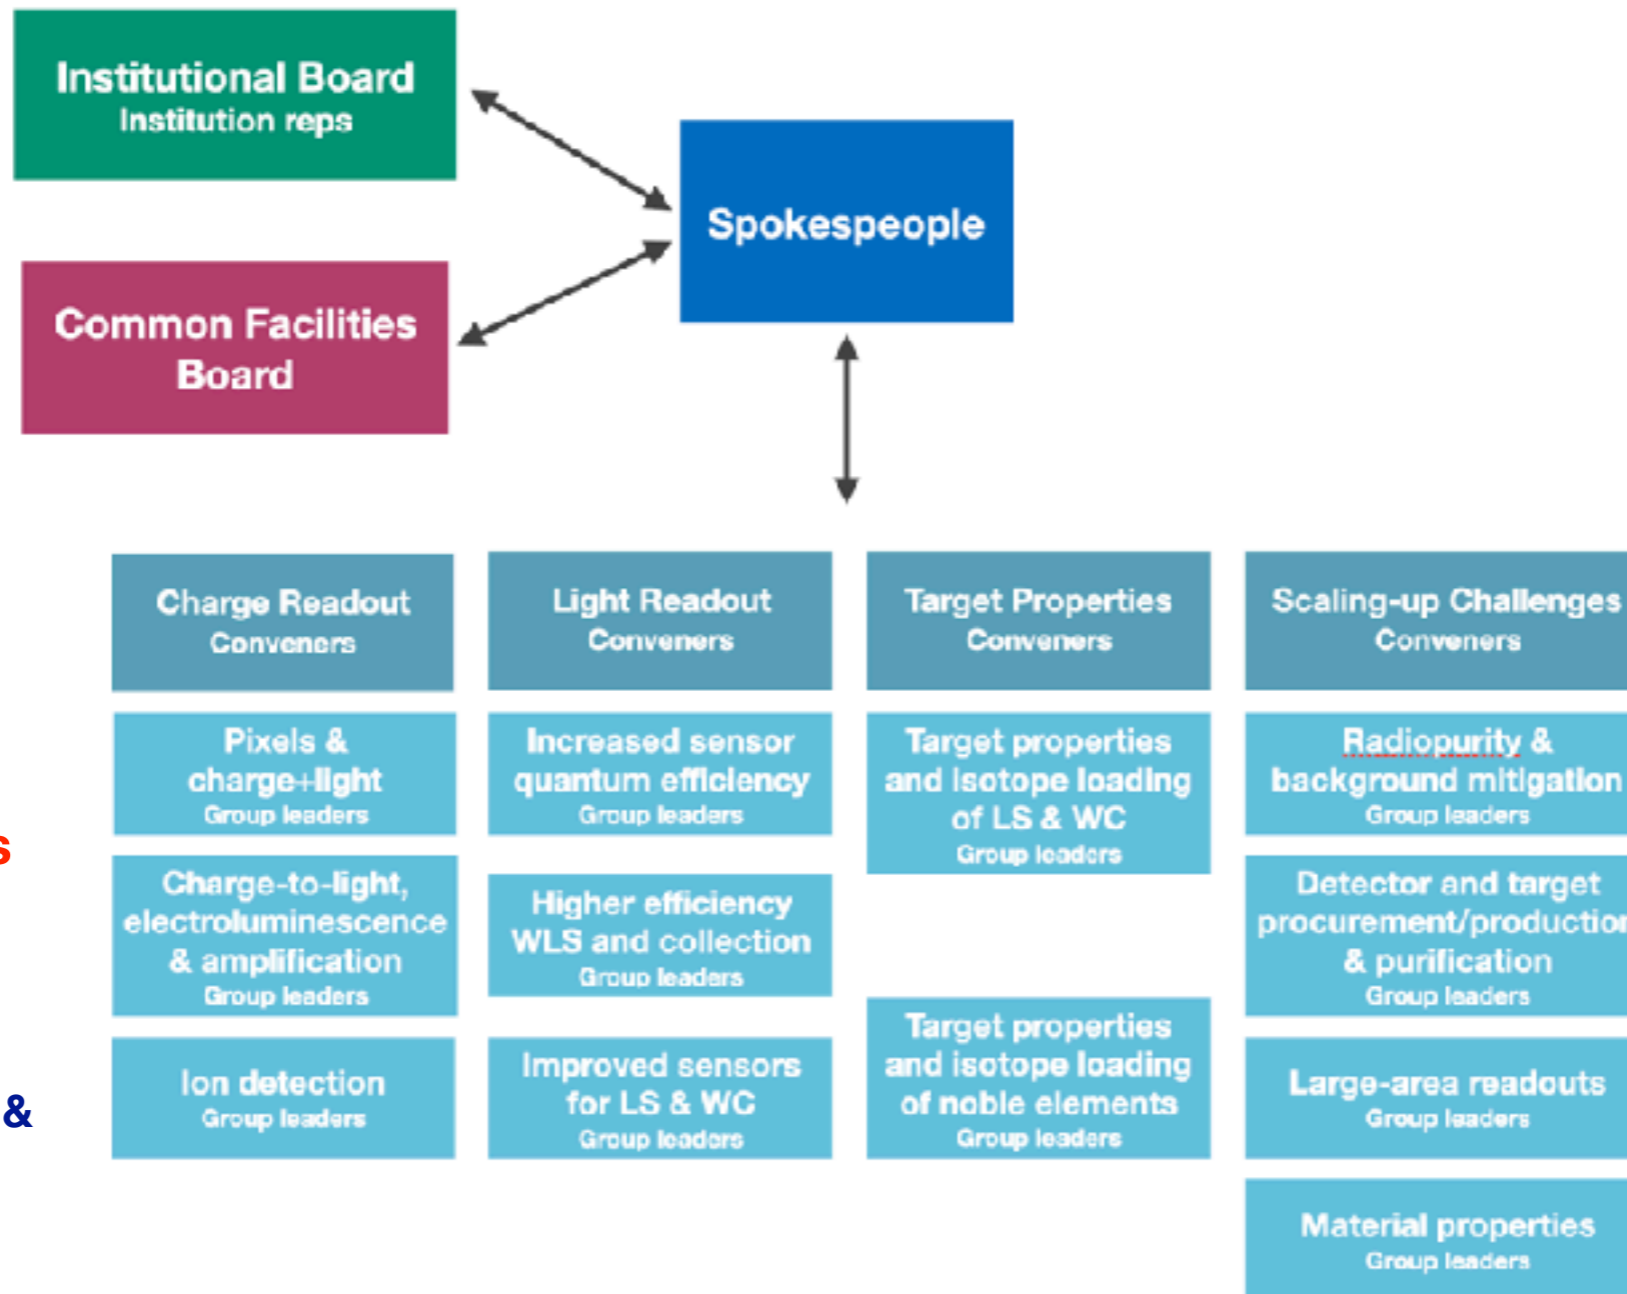 Institutional Board
Institution reps
Spokespeople
Common Facilities
Board
Charge Readout
Conveners
Pixels &
charge+light
Group leaders
Charge-to-light,
electroluminescence
& amplification
Group leaders
Ion detection
Group leaders
Light Readout
Conveners
Increased sensor
quantum efficiency
Group leaders
Higher efficiency
WLS and collection
Group leaders
Improved sensors
for LS & WC
Group leaders
Target Properties
Conveners
Target properties
and isotope loading
of LS & WC
Group leaders
Target properties
and isotope loading
of noble elements
Group leaders
Scaling-up Challenges
Conveners
Radiopurity &
background mitigation
Group leaders
Detector and target
procurement/production
& purification
Group leaders
Large-area readouts
Group leaders
Material properties
Group leaders
s
&